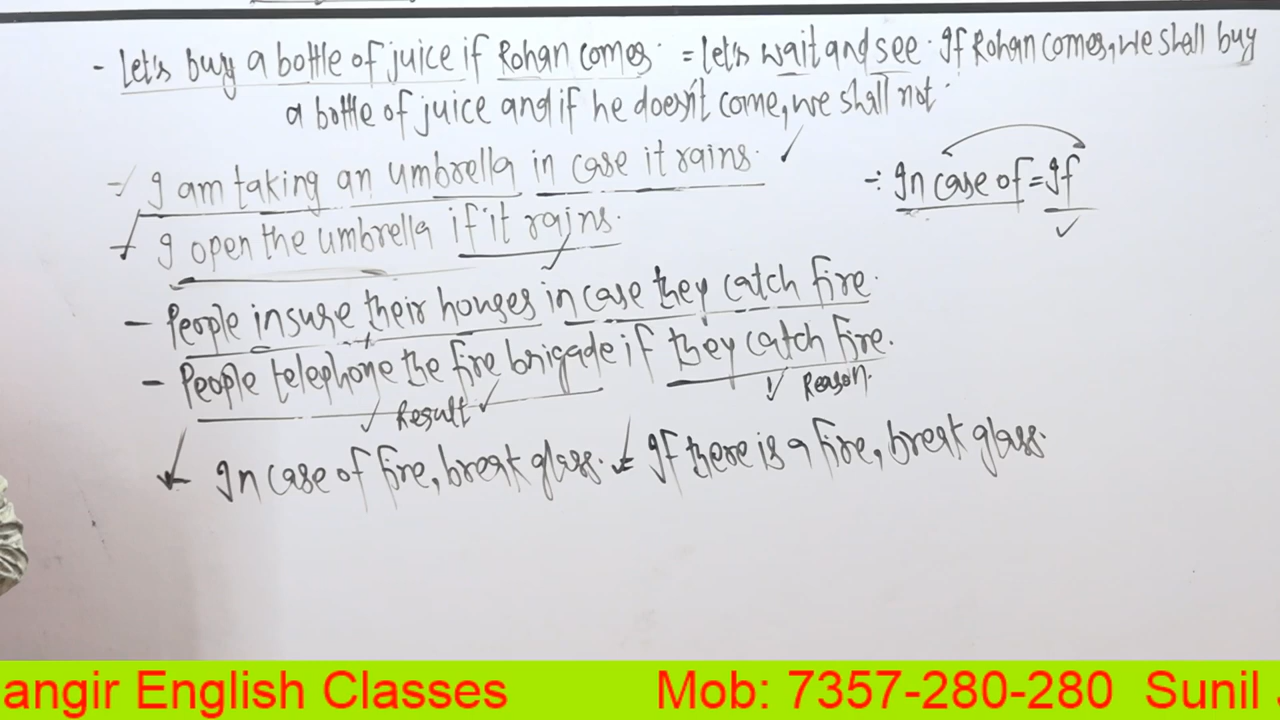 - Let's buy a bottle of juice if Rohan comes. = Let's wait and see. If Rohan comes, we shall buy
a bottle of juice and if he doesn't come, we shall not.
- I am taking an umbrella in case it rains. ✓
- I open the umbrella if it rains.
÷ In case of = If
- People insure their houses in case they catch fire.
- People telephone the fire brigade if they catch fire.
Result Reason.
In case of fire, break glass. = If there is a fire, break glass.
angir English Classes Mob: 7357-280-280 Sunil